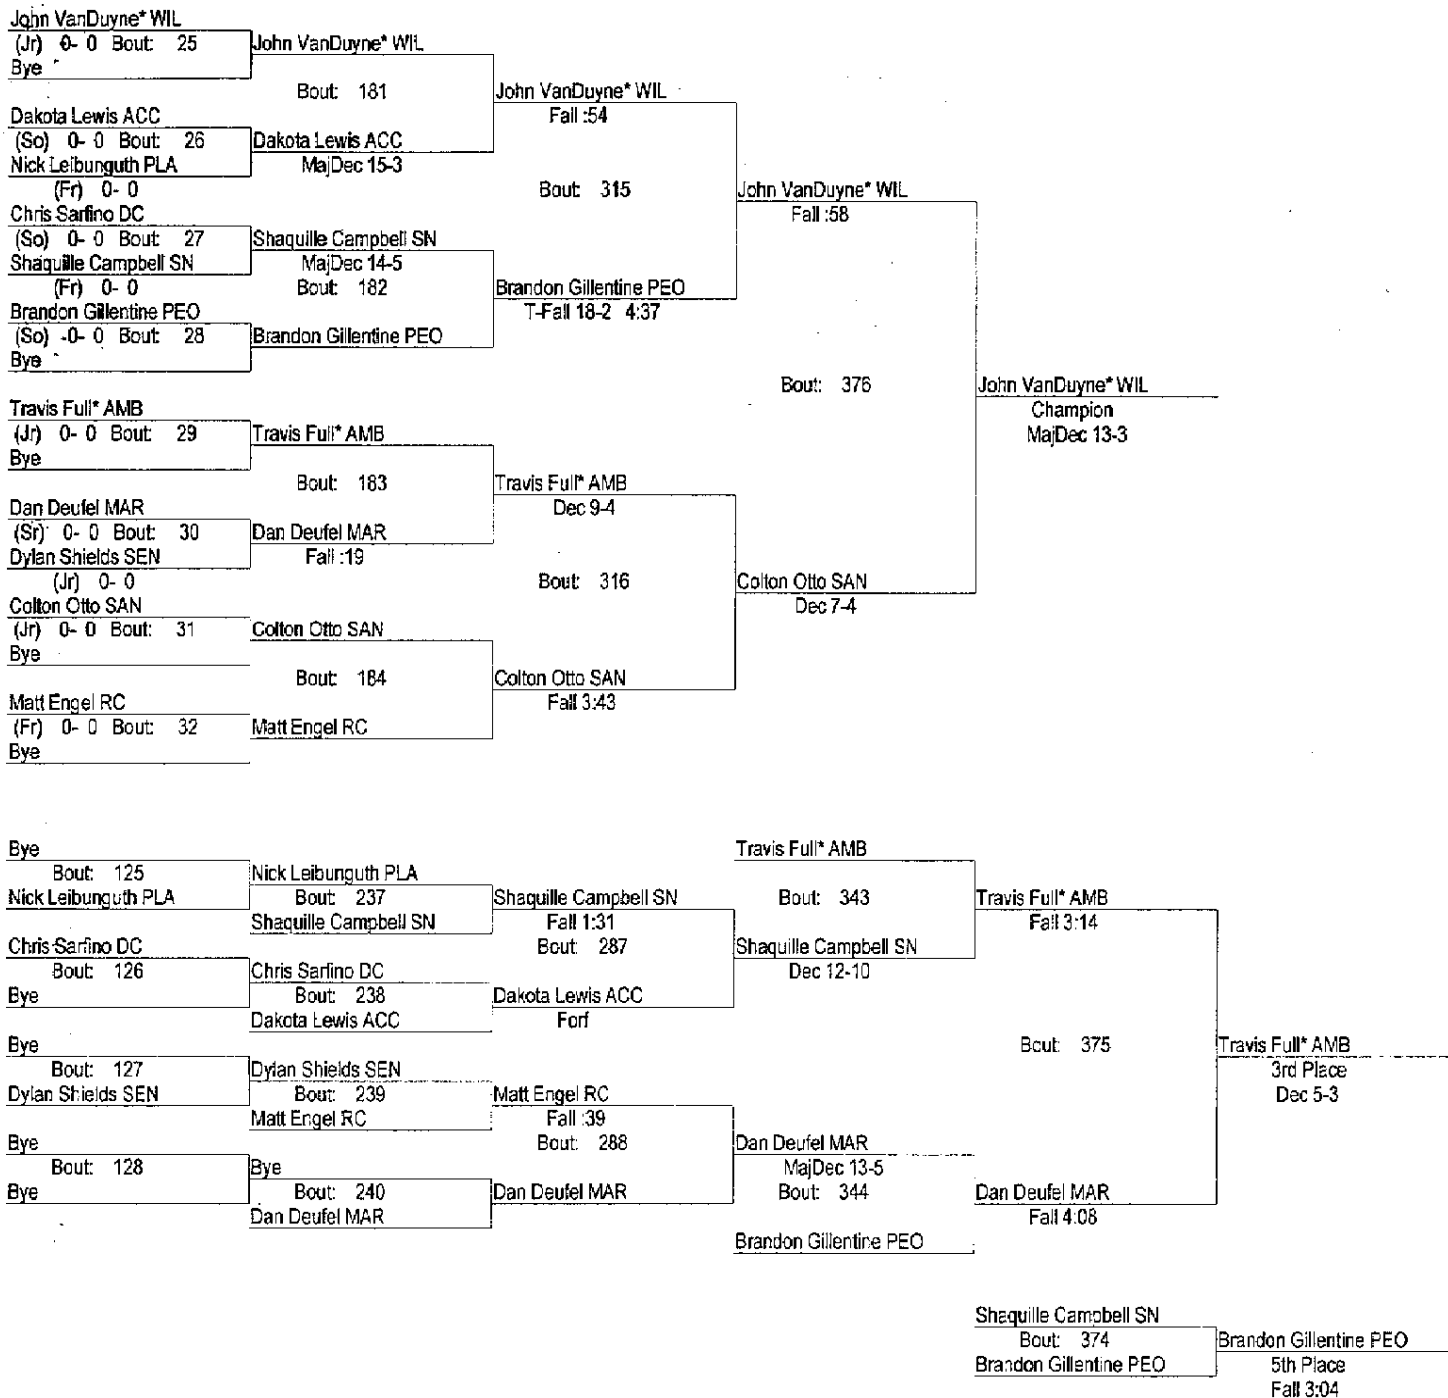 John VanDuyne* WIL
(Jr) 0- 0 Bout: 25
Bye
John VanDuyne* WIL
Bout: 181
Dakota Lewis ACC
(So) 0- 0 Bout: 26
Nick Leibunguth PLA
(Fr) 0- 0
Dakota Lewis ACC
MajDec 15-3
John VanDuyne* WIL
Fall :54
Bout: 315
Chris Sarfino DC
(So) 0- 0 Bout: 27
Shaquille Campbell SN
(Fr) 0- 0
Shaquille Campbell SN
MajDec 14-5
Bout: 182
Brandon Gillentine PEO
(So) 0- 0 Bout: 28
Bye
Brandon Gillentine PEO
Brandon Gillentine PEO
T-Fall 18-2 4:37
John VanDuyne* WIL
Fall :58
Bout: 376
John VanDuyne* WIL
Champion
MajDec 13-3
Travis Full* AMB
(Jr) 0- 0 Bout: 29
Bye
Travis Full* AMB
Bout: 183
Dan Deufel MAR
(Sr) 0- 0 Bout: 30
Dylan Shields SEN
(Jr) 0- 0
Dan Deufel MAR
Fall :19
Travis Full* AMB
Dec 9-4
Bout: 316
Colton Otto SAN
(Jr) 0- 0 Bout: 31
Bye
Colton Otto SAN
Bout: 184
Matt Engel RC
(Fr) 0- 0 Bout: 32
Bye
Matt Engel RC
Colton Otto SAN
Fall 3:43
Colton Otto SAN
Dec 7-4
Bye
Bout: 125
Nick Leibunguth PLA
Nick Leibunguth PLA
Bout: 237
Shaquille Campbell SN
Shaquille Campbell SN
Fall 1:31
Bout: 287
Chris Sarfino DC
Bout: 126
Bye
Chris Sarfino DC
Bout: 238
Dakota Lewis ACC
Dakota Lewis ACC
Forf
Travis Full* AMB
Bout: 343
Shaquille Campbell SN
Dec 12-10
Travis Full* AMB
Fall 3:14
Bout: 375
Travis Full* AMB
3rd Place
Dec 5-3
Bye
Bout: 127
Dylan Shields SEN
Dylan Shields SEN
Bout: 239
Matt Engel RC
Matt Engel RC
Fall :39
Bout: 288
Bye
Bout: 128
Bye
Bye
Bout: 240
Dan Deufel MAR
Dan Deufel MAR
Dan Deufel MAR
MajDec 13-5
Bout: 344
Brandon Gillentine PEO
Dan Deufel MAR
Fall 4:08
Shaquille Campbell SN
Bout: 374
Brandon Gillentine PEO
Brandon Gillentine PEO
5th Place
Fall 3:04